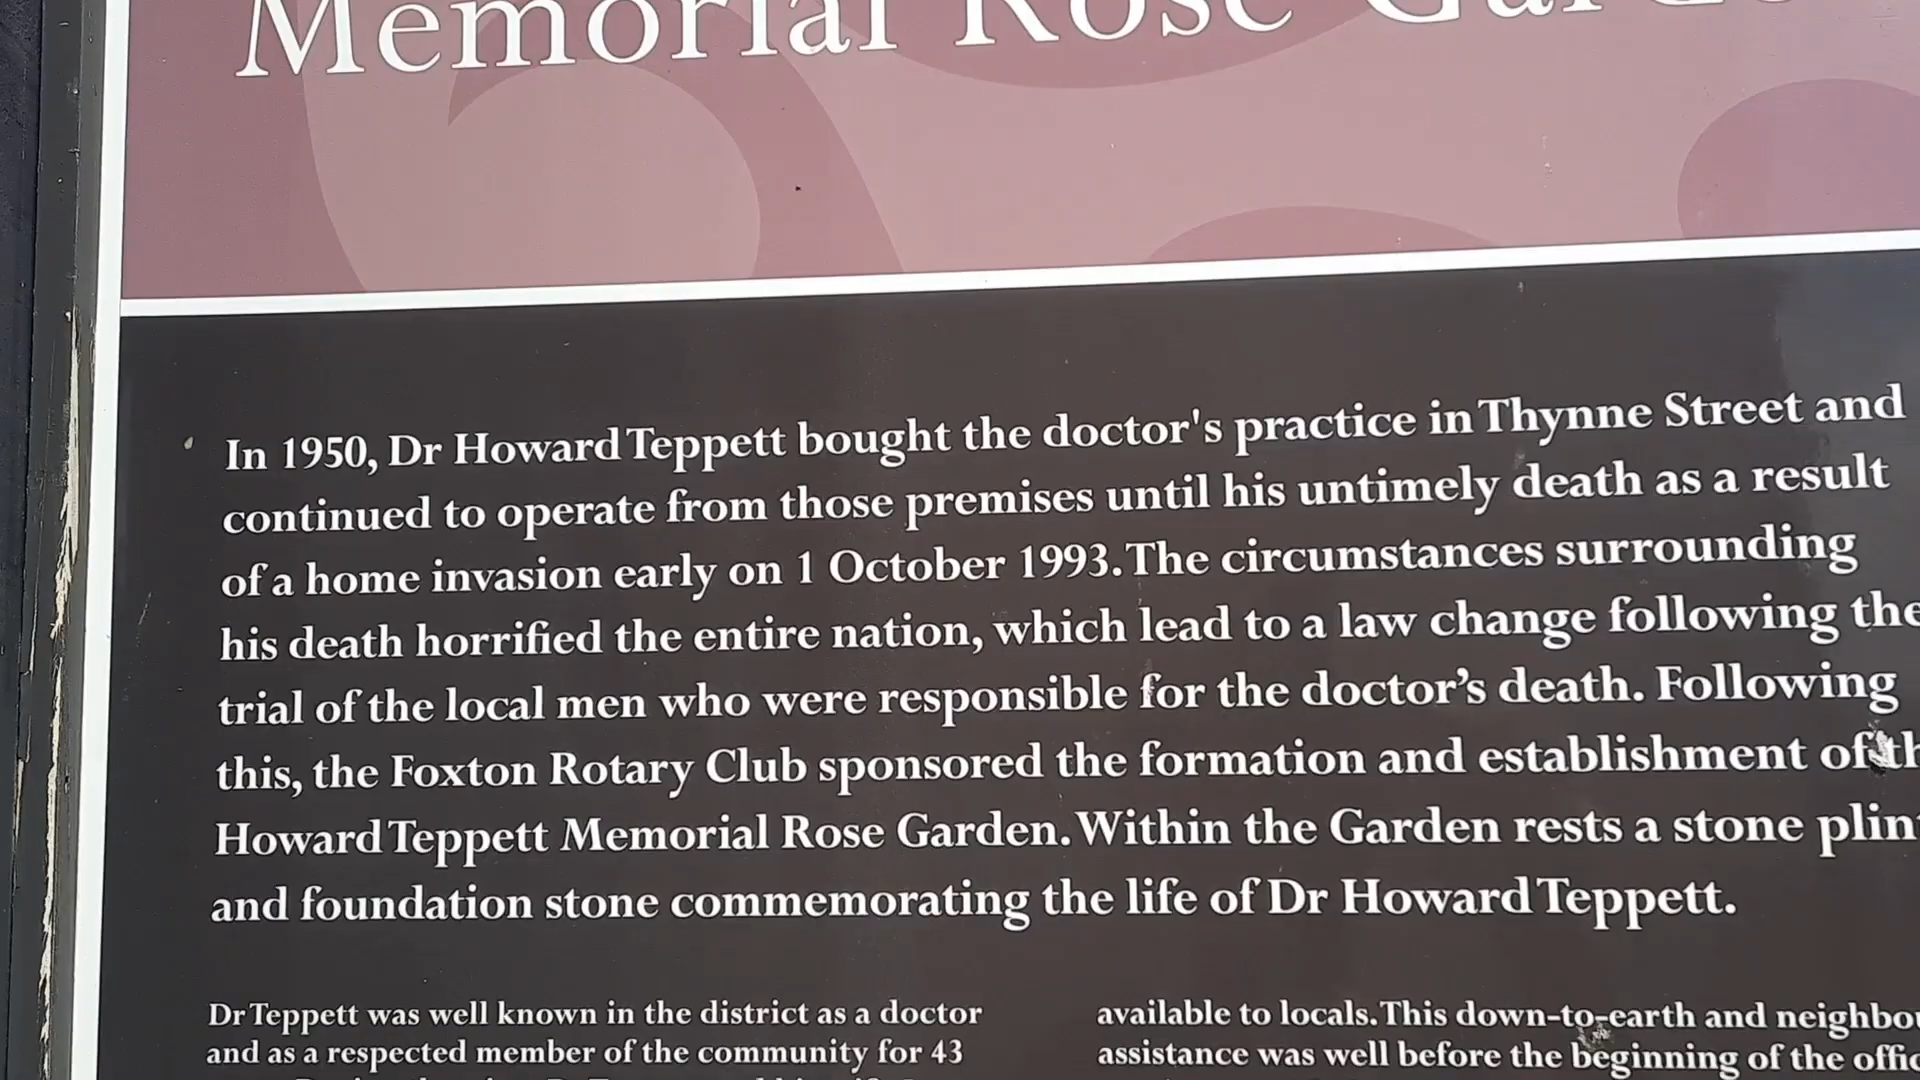 Memorial Rose
In 1950, Dr Howard Teppett bought the doctor's practice in Thynne Street and
continued to operate from those premises until his untimely death as a result
of a home invasion early on 1 October 1993. The circumstances surrounding
his death horrified the entire nation, which lead to a law change following the
trial of the local men who were responsible for the doctor’s death. Following
this, the Foxton Rotary Club sponsored the formation and establishment of
Howard Teppett Memorial Rose Garden. Within the Garden rests a stone
and foundation stone commemorating the life of Dr Howard Teppett.
Dr Teppett was well known in the district as a doctor
and as a respected member of the community for 43
available to locals. This down-to-earth and
assistance was well before the beginning of the